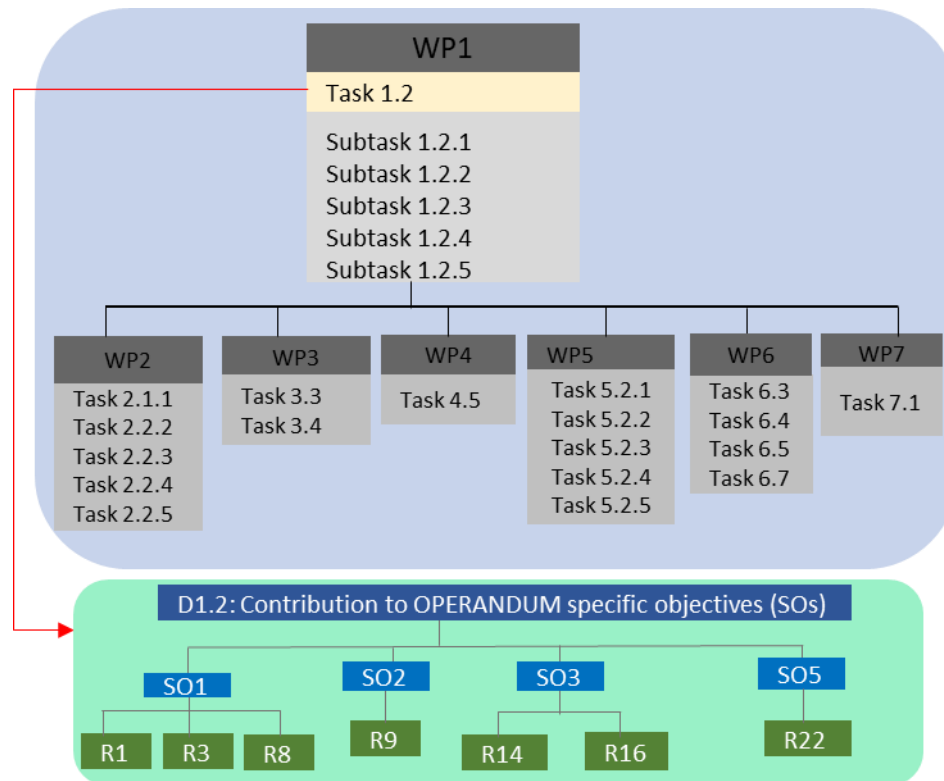 WP1
Task 1.2
Subtask 1.2.1
Subtask 1.2.2
Subtask 1.2.3
Subtask 1.2.4
Subtask 1.2.5
WP2
Task 2.1.1
Task 2.2.2
Task 2.2.3
Task 2.2.4
Task 2.2.5
WP3
Task 3.3
Task 3.4
WP4
Task 4.5
WP5
Task 5.2.1
Task 5.2.2
Task 5.2.3
Task 5.2.4
Task 5.2.5
WP6
Task 6.3
Task 6.4
Task 6.5
Task 6.7
WP7
Task 7.1
D1.2: Contribution to OPERANDUM specific objectives (SOs)
SO1
SO2
SO3
SO5
R1
R3
R8
R9
R14
R16
R22